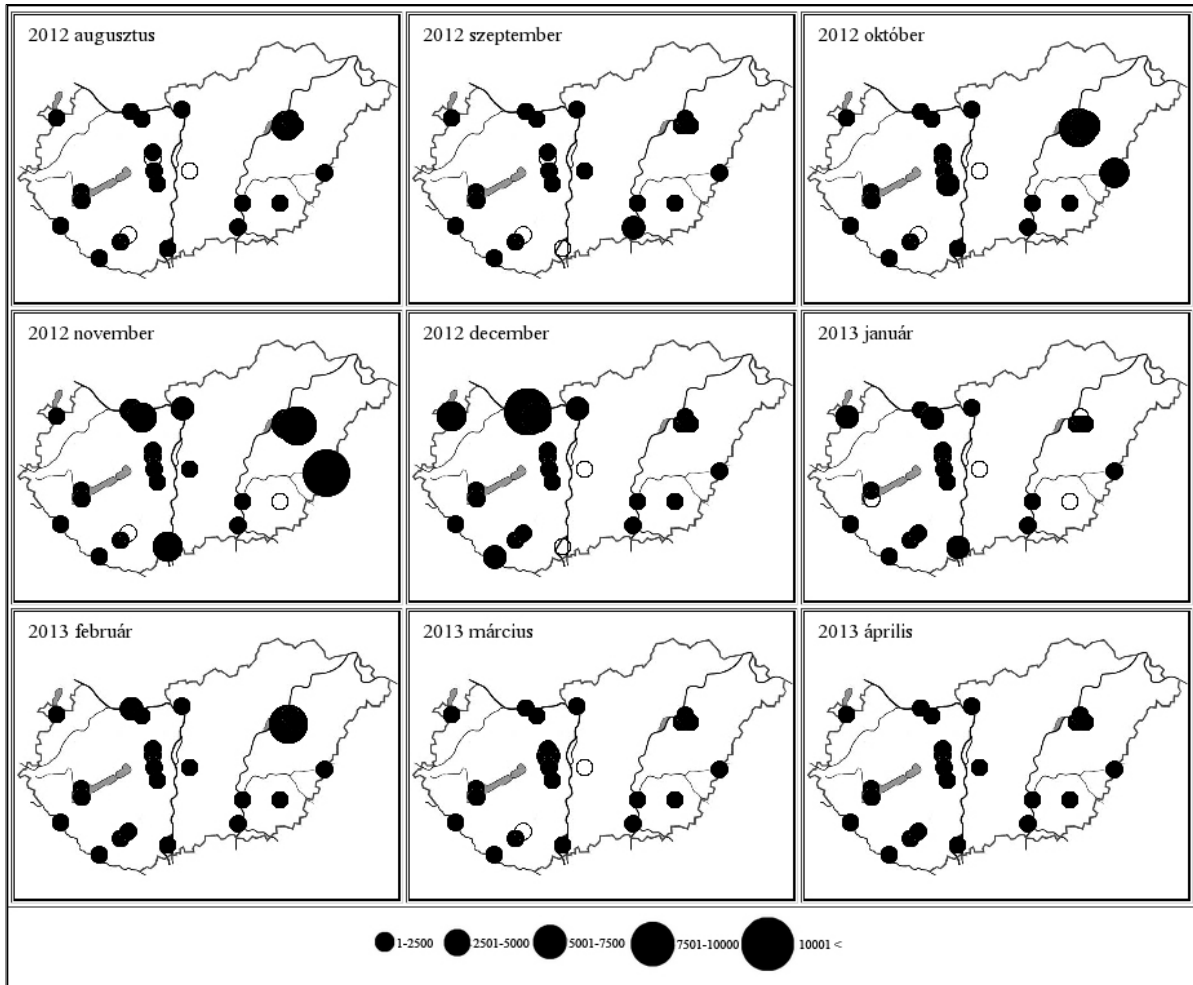 2012 augusztus
2012 szeptember
2012 október
2012 november
2012 december
2013 január
2013 február
2013 március
2013 április
1-2500
2501-5000
5001-7500
7501-10000
10001 <